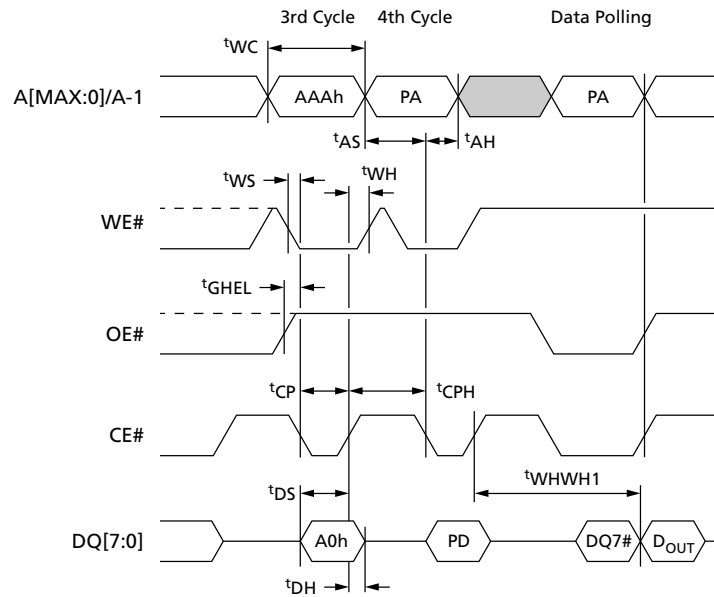 3rd Cycle 4th Cycle Data Polling
tWC
A[MAX:0]/A-1 AAAh PA PA
tAS tAH
tWS tWH
WE#
tGHEL
OE#
tCP tCPH
CE#
tWHWH1
tDS
DQ[7:0] A0h PD DQ7# DOUT
tDH